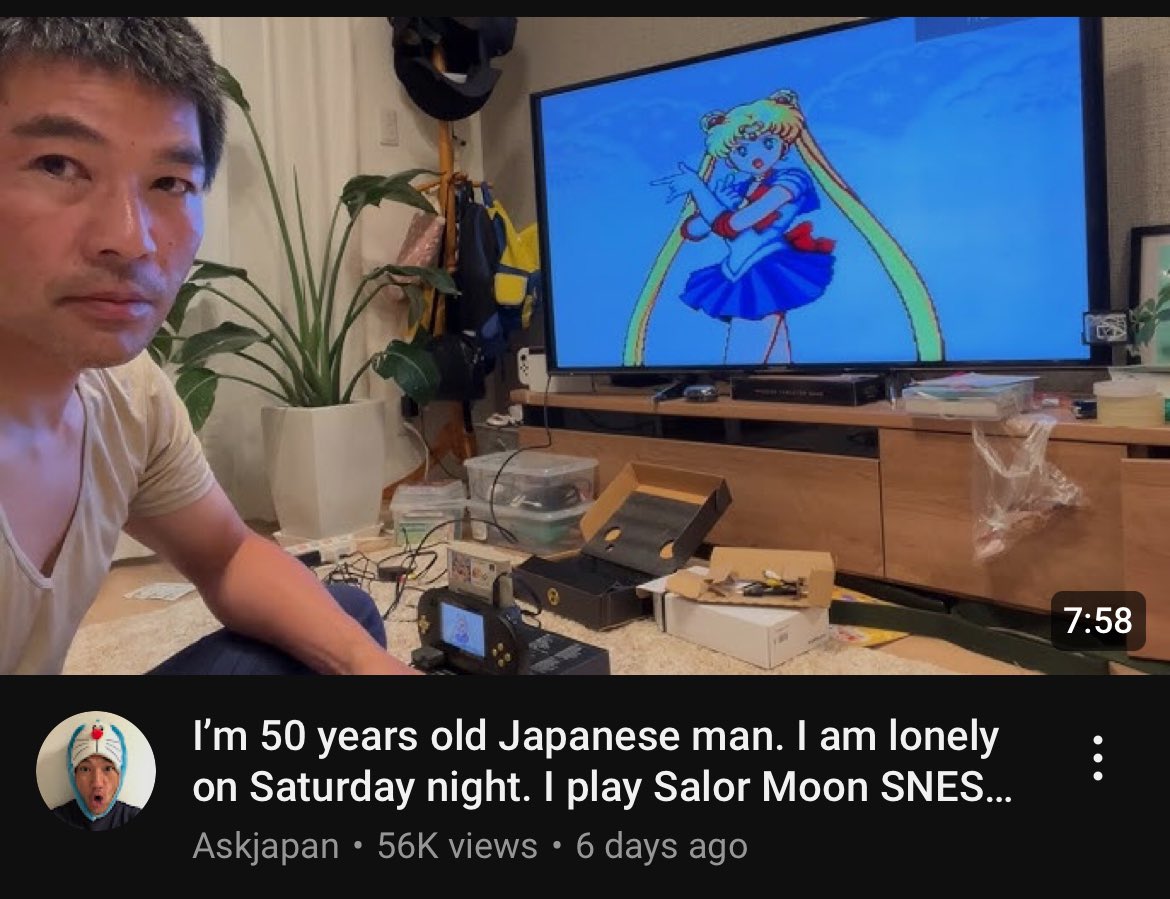 7:58
I’m 50 years old Japanese man. I am lonely
on Saturday night. I play Salor Moon SNES...
Askjapan • 56K views • 6 days ago